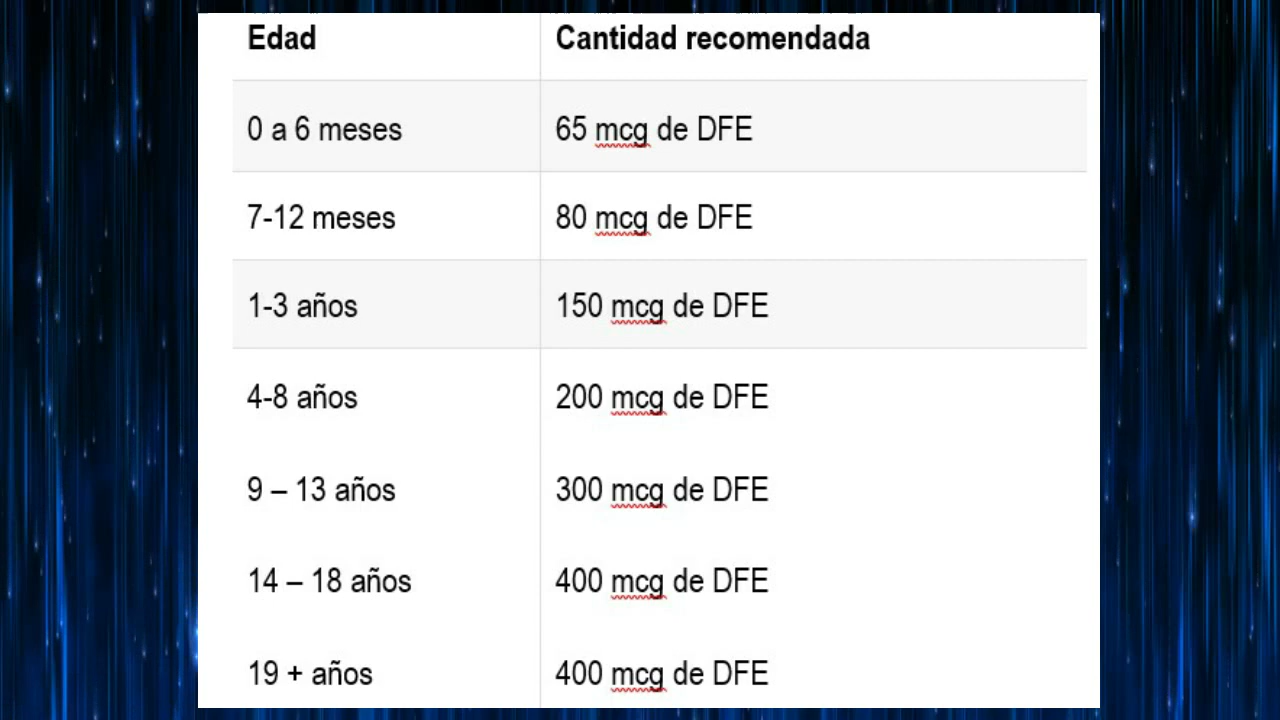 Edad Cantidad recomendada
0 a 6 meses 65 mcg de DFE
7-12 meses 80 mcg de DFE
1-3 años 150 mcg de DFE
4-8 años 200 mcg de DFE
9 – 13 años 300 mcg de DFE
14 – 18 años 400 mcg de DFE
19 + años 400 mcg de DFE